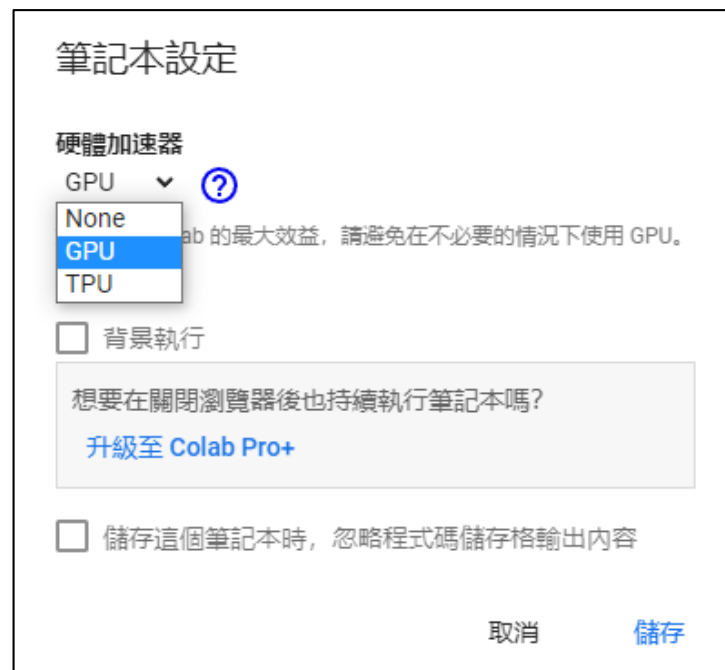 筆記本設定
硬體加速器
GPU
None
GPU
TPU
ab 的最大效益，請避免在不必要的情況下使用 GPU。
背景執行
想要在關閉瀏覽器後也持續執行筆記本嗎？
升級至 Colab Pro+
儲存這個筆記本時，忽略程式碼儲存格輸出內容
取消 儲存